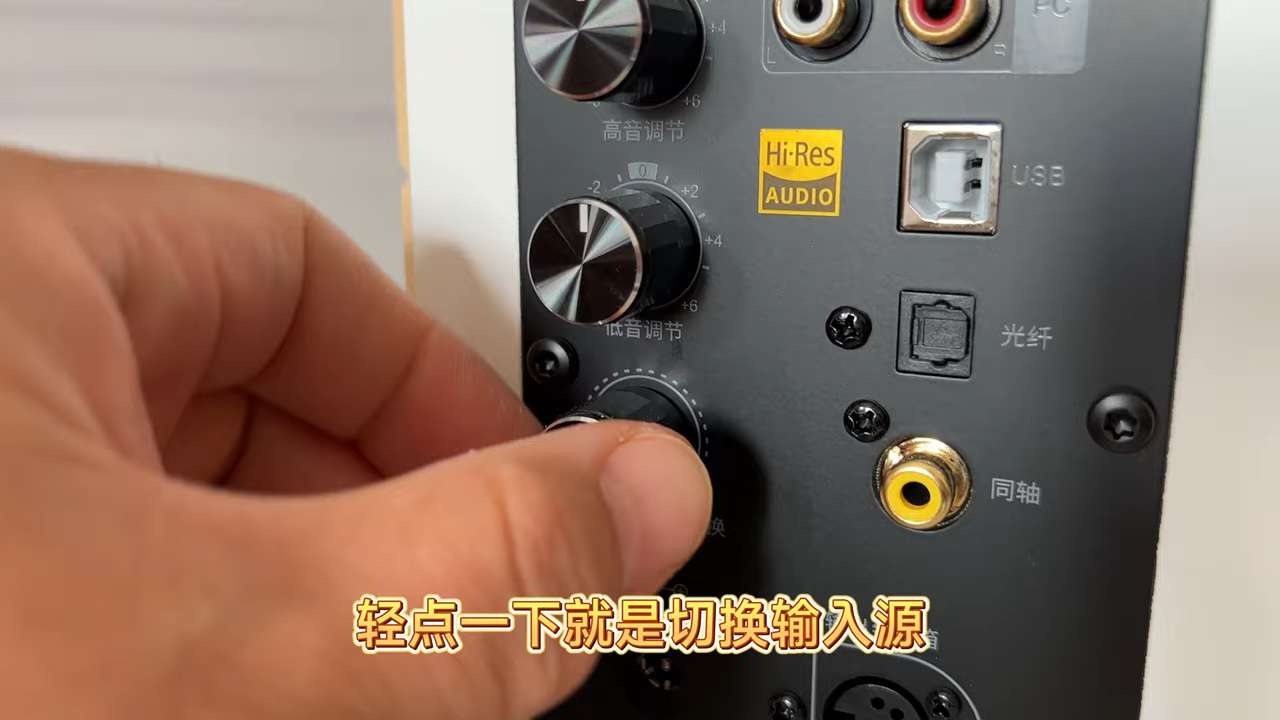 PC
L
R
+4
+6
高音调节
Hi-Res
AUDIO
USB
0
-2
+2
+4
+6
低音调节
光纤
同轴
换
轻点一下就是切换输入源